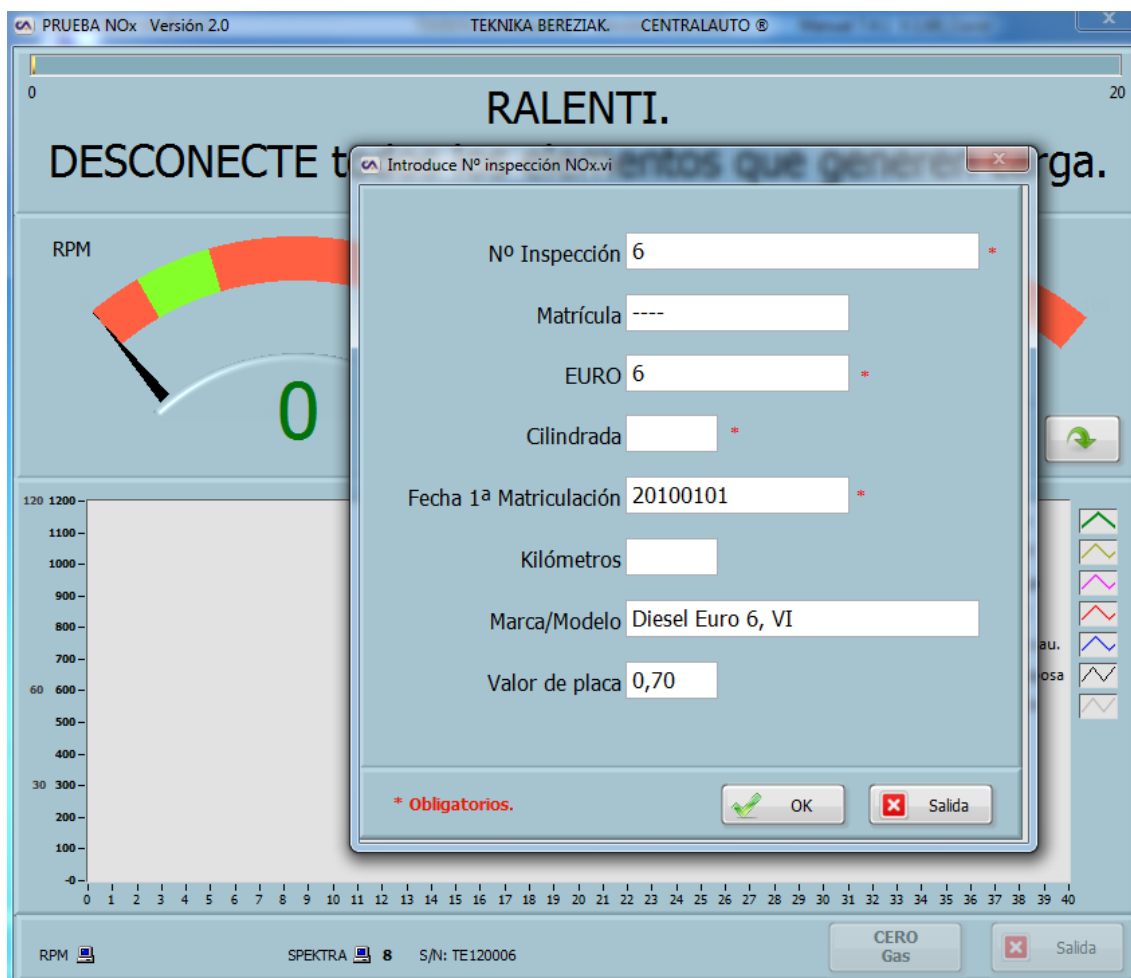 PRUEBA NOx Versión 2.0 TEKNIKA BEREZIAK. CENTRALAUTO ®
0 20
RALENTI.
DESCONECTE que generen rga.
Introduce Nº inspección NOx.vi
RPM
0
Nº Inspección 6 *
Matrícula ----
EURO 6 *
Cilindrada *
Fecha 1ª Matriculación 20100101 *
Kilómetros
Marca/Modelo Diesel Euro 6, VI
Valor de placa 0,70
* Obligatorios. OK Salida
au.
osa
120 1200
1100
1000
900
800
700
60 600
500
400
30 300
200
100
-0
0 1 2 3 4 5 6 7 8 9 10 11 12 13 14 15 16 17 18 19 20 21 22 23 24 25 26 27 28 29 30 31 32 33 34 35 36 37 38 39 40
RPM SPEKTRA 8 S/N: TE120006 CERO Gas Salida